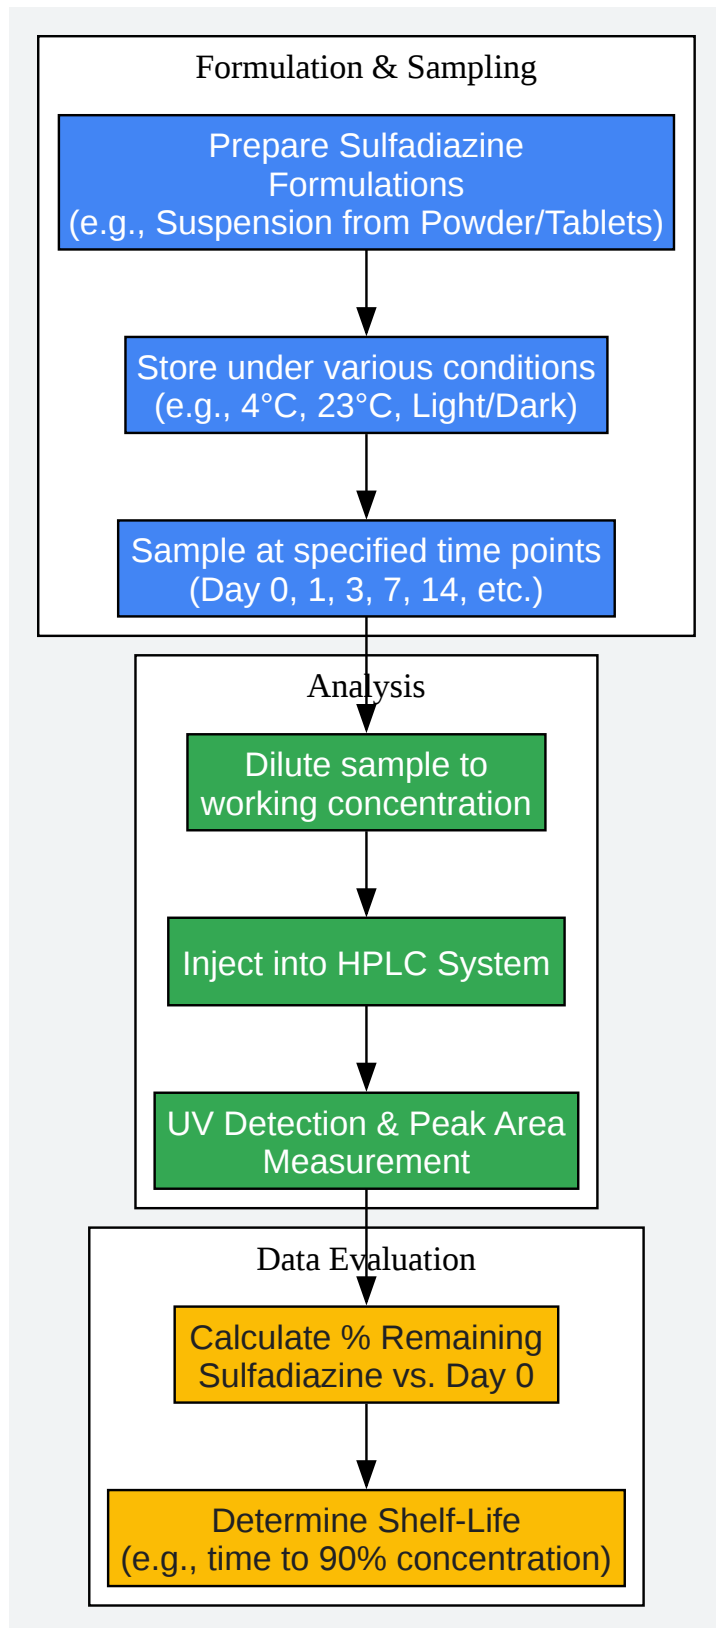 Formulation & Sampling
Prepare Sulfadiazine
Formulations
(e.g., Suspension from Powder/Tablets)
Store under various conditions
(e.g., 4°C, 23°C, Light/Dark)
Sample at specified time points
(Day 0, 1, 3, 7, 14, etc.)
Analysis
Dilute sample to
working concentration
Inject into HPLC System
UV Detection & Peak Area
Measurement
Data Evaluation
Calculate % Remaining
Sulfadiazine vs. Day 0
Determine Shelf-Life
(e.g., time to 90% concentration)